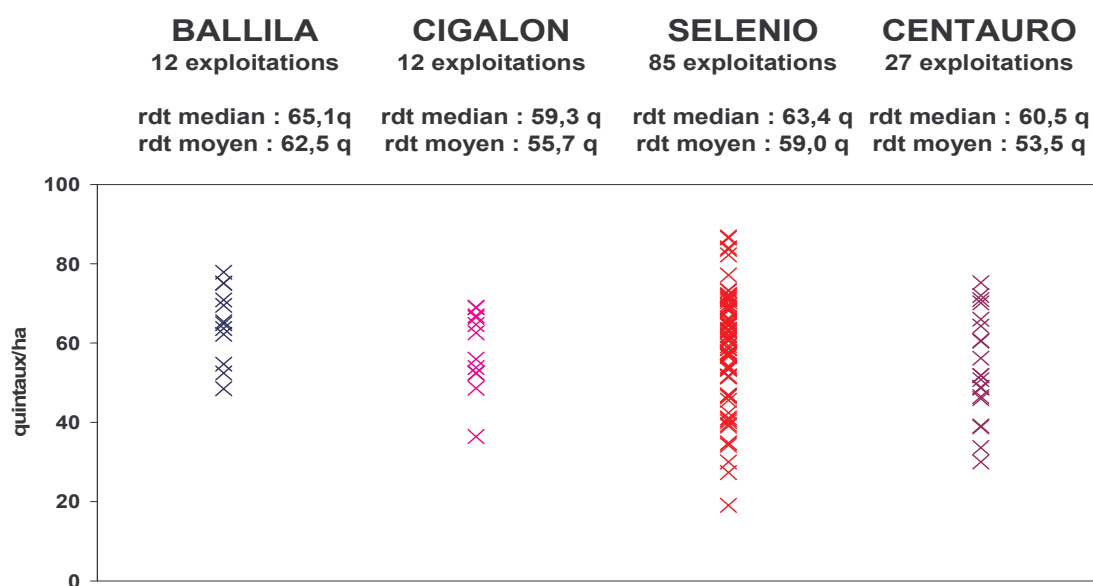 BALLILA
12 exploitations
rdt median : 65,1q
rdt moyen : 62,5 q
CIGALON
12 exploitations
rdt median : 59,3 q
rdt moyen : 55,7 q
SELENIO
85 exploitations
rdt median : 63,4 q
rdt moyen : 59,0 q
CENTAURO
27 exploitations
rdt median : 60,5 q
rdt moyen : 53,5 q
quintaux/ha
100
80
60
40
20
0